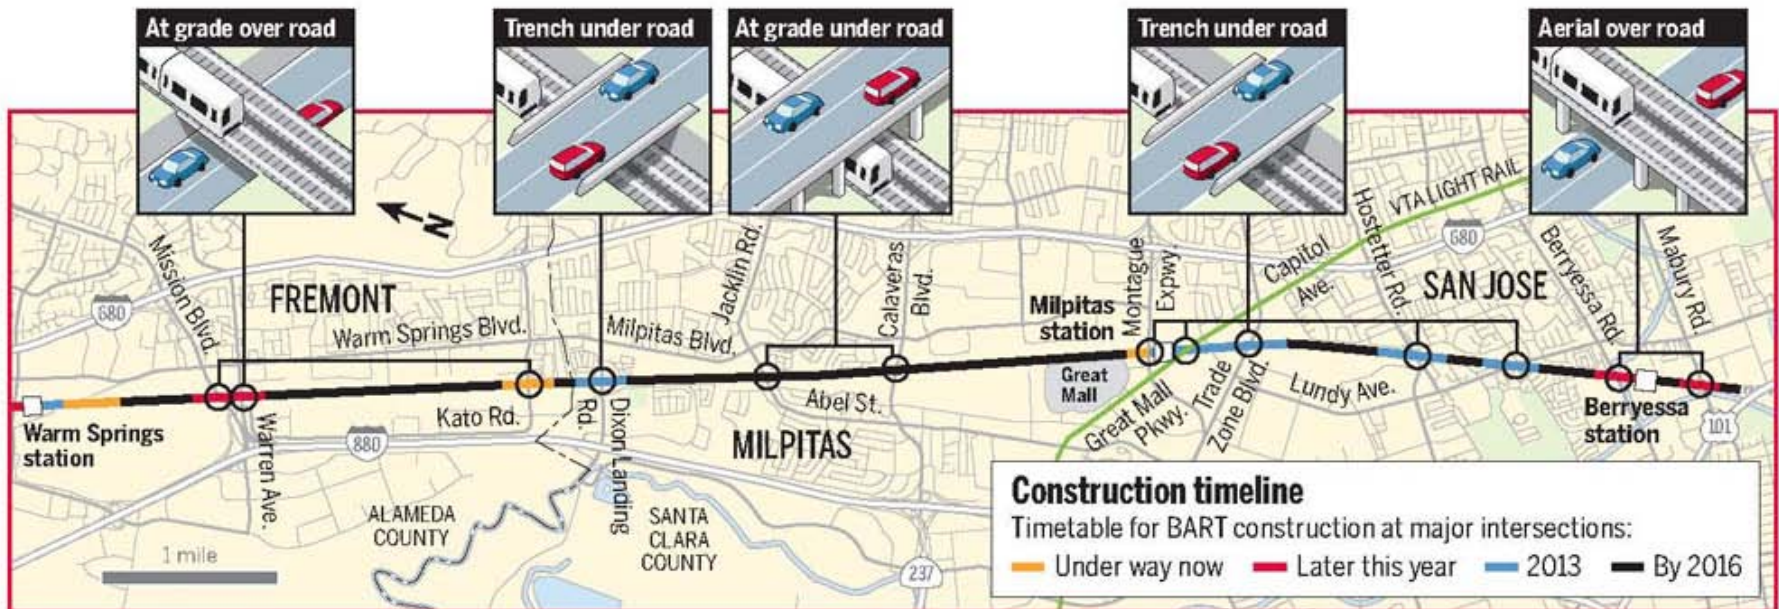 At grade over road
Trench under road
At grade under road
Trench under road
Aerial over road
N
VTA LIGHT RAIL
Mission Blvd.
680
FREMONT
Warm Springs Blvd.
Milpitas Blvd.
Jacklin Rd.
Calaveras
Blvd.
Milpitas
station
Montague
Expwy.
Capitol
Ave.
Hostetter Rd.
680
SAN JOSE
Berryessa Rd.
Mabury Rd.
Warm Springs
station
Warren Ave.
Kato Rd.
880
Dixon Landing
Rd.
Abel St.
MILPITAS
Great
Mall
Great Mall
Pkwy.
Trade
Zone Blvd.
Lundy Ave.
Berryessa
station
101
ALAMEDA
COUNTY
SANTA
CLARA
COUNTY
237
1 mile
Construction timeline
Timetable for BART construction at major intersections:
Under way now Later this year 2013 By 2016